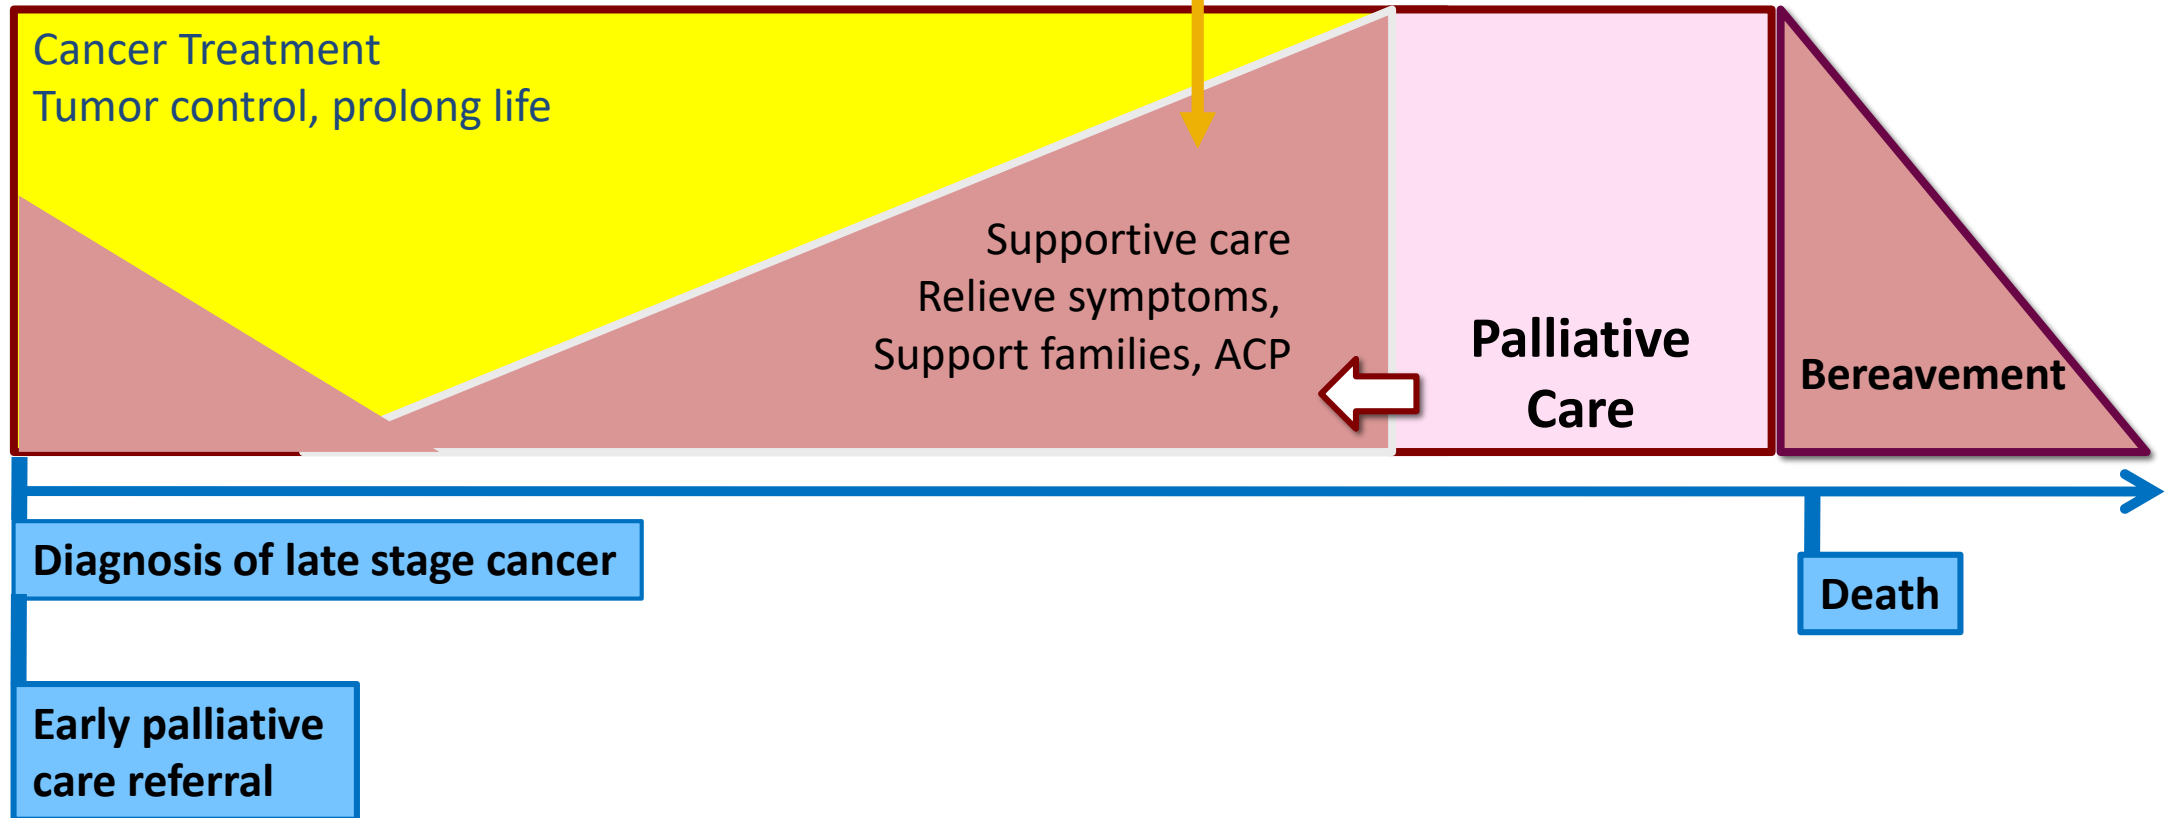 Cancer Treatment
Tumor control, prolong life
Supportive care
Relieve symptoms,
Support families, ACP
Palliative
Care
Bereavement
Diagnosis of late stage cancer
Death
Early palliative
care referral